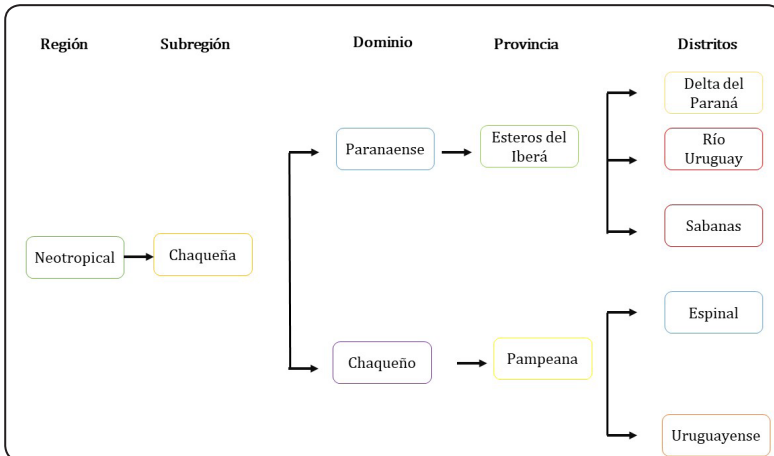 Región Subregión Dominio Provincia Distritos
Delta del
Paraná
Paranaense
Esteros del
Iberá
Río
Uruguay
Sabanas
Neotropical
Chaqueña
Espinal
Chaqueño
Pampeana
Uruguayense